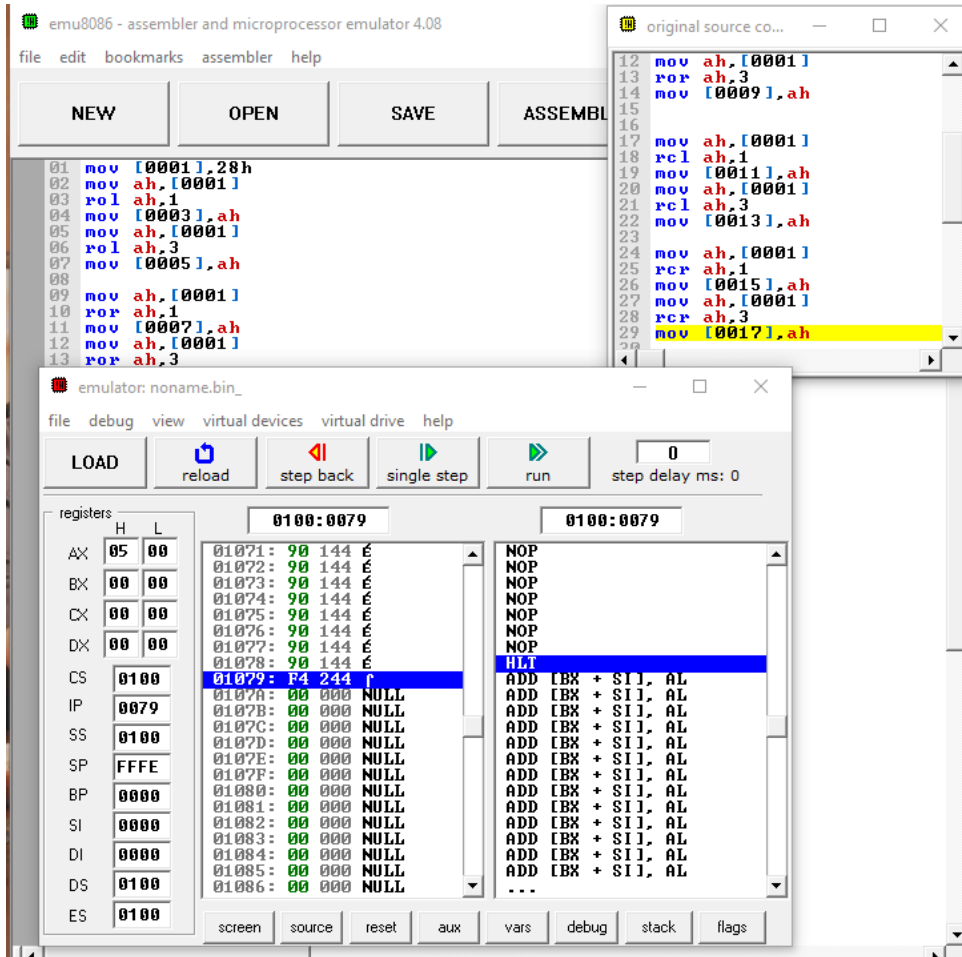 emu8086 - assembler and microprocessor emulator 4.08
file edit bookmarks assembler help
NEW OPEN SAVE ASSEMBL
01 mov [0001],28h
02 mov ah,[0001]
03 rol ah,1
04 mov [0003],ah
05 mov ah,[0001]
06 rol ah,3
07 mov [0005],ah
08
09 mov ah,[0001]
10 ror ah,1
11 mov [0007],ah
12 mov ah,[0001]
13 ror ah,3
original source co...
12 mov ah,[0001]
13 ror ah,3
14 mov [0009],ah
15
16
17 mov ah,[0001]
18 rcl ah,1
19 mov [0011],ah
20 mov ah,[0001]
21 rcl ah,3
22 mov [0013],ah
23
24 mov ah,[0001]
25 rcr ah,1
26 mov [0015],ah
27 mov ah,[0001]
28 rcr ah,3
29 mov [0017],ah
30
emulator: noname.bin_
file debug view virtual devices virtual drive help
LOAD reload step back single step run 0
step delay ms: 0
registers
H L
AX 05 00
BX 00 00
CX 00 00
DX 00 00
CS 0100
IP 0079
SS 0100
SP FFFE
BP 0000
SI 0000
DI 0000
DS 0100
ES 0100
0100:0079
01071: 90 144 É
01072: 90 144 É
01073: 90 144 É
01074: 90 144 É
01075: 90 144 É
01076: 90 144 É
01077: 90 144 É
01078: 90 144 É
01079: F4 244 ⌠
0107A: 00 000 NULL
0107B: 00 000 NULL
0107C: 00 000 NULL
0107D: 00 000 NULL
0107E: 00 000 NULL
0107F: 00 000 NULL
01080: 00 000 NULL
01081: 00 000 NULL
01082: 00 000 NULL
01083: 00 000 NULL
01084: 00 000 NULL
01085: 00 000 NULL
01086: 00 000 NULL
0100:0079
NOP
NOP
NOP
NOP
NOP
NOP
NOP
HLT
ADD [BX + SI], AL
ADD [BX + SI], AL
ADD [BX + SI], AL
ADD [BX + SI], AL
ADD [BX + SI], AL
ADD [BX + SI], AL
ADD [BX + SI], AL
ADD [BX + SI], AL
ADD [BX + SI], AL
ADD [BX + SI], AL
ADD [BX + SI], AL
ADD [BX + SI], AL
ADD [BX + SI], AL
...
screen source reset aux vars debug stack flags